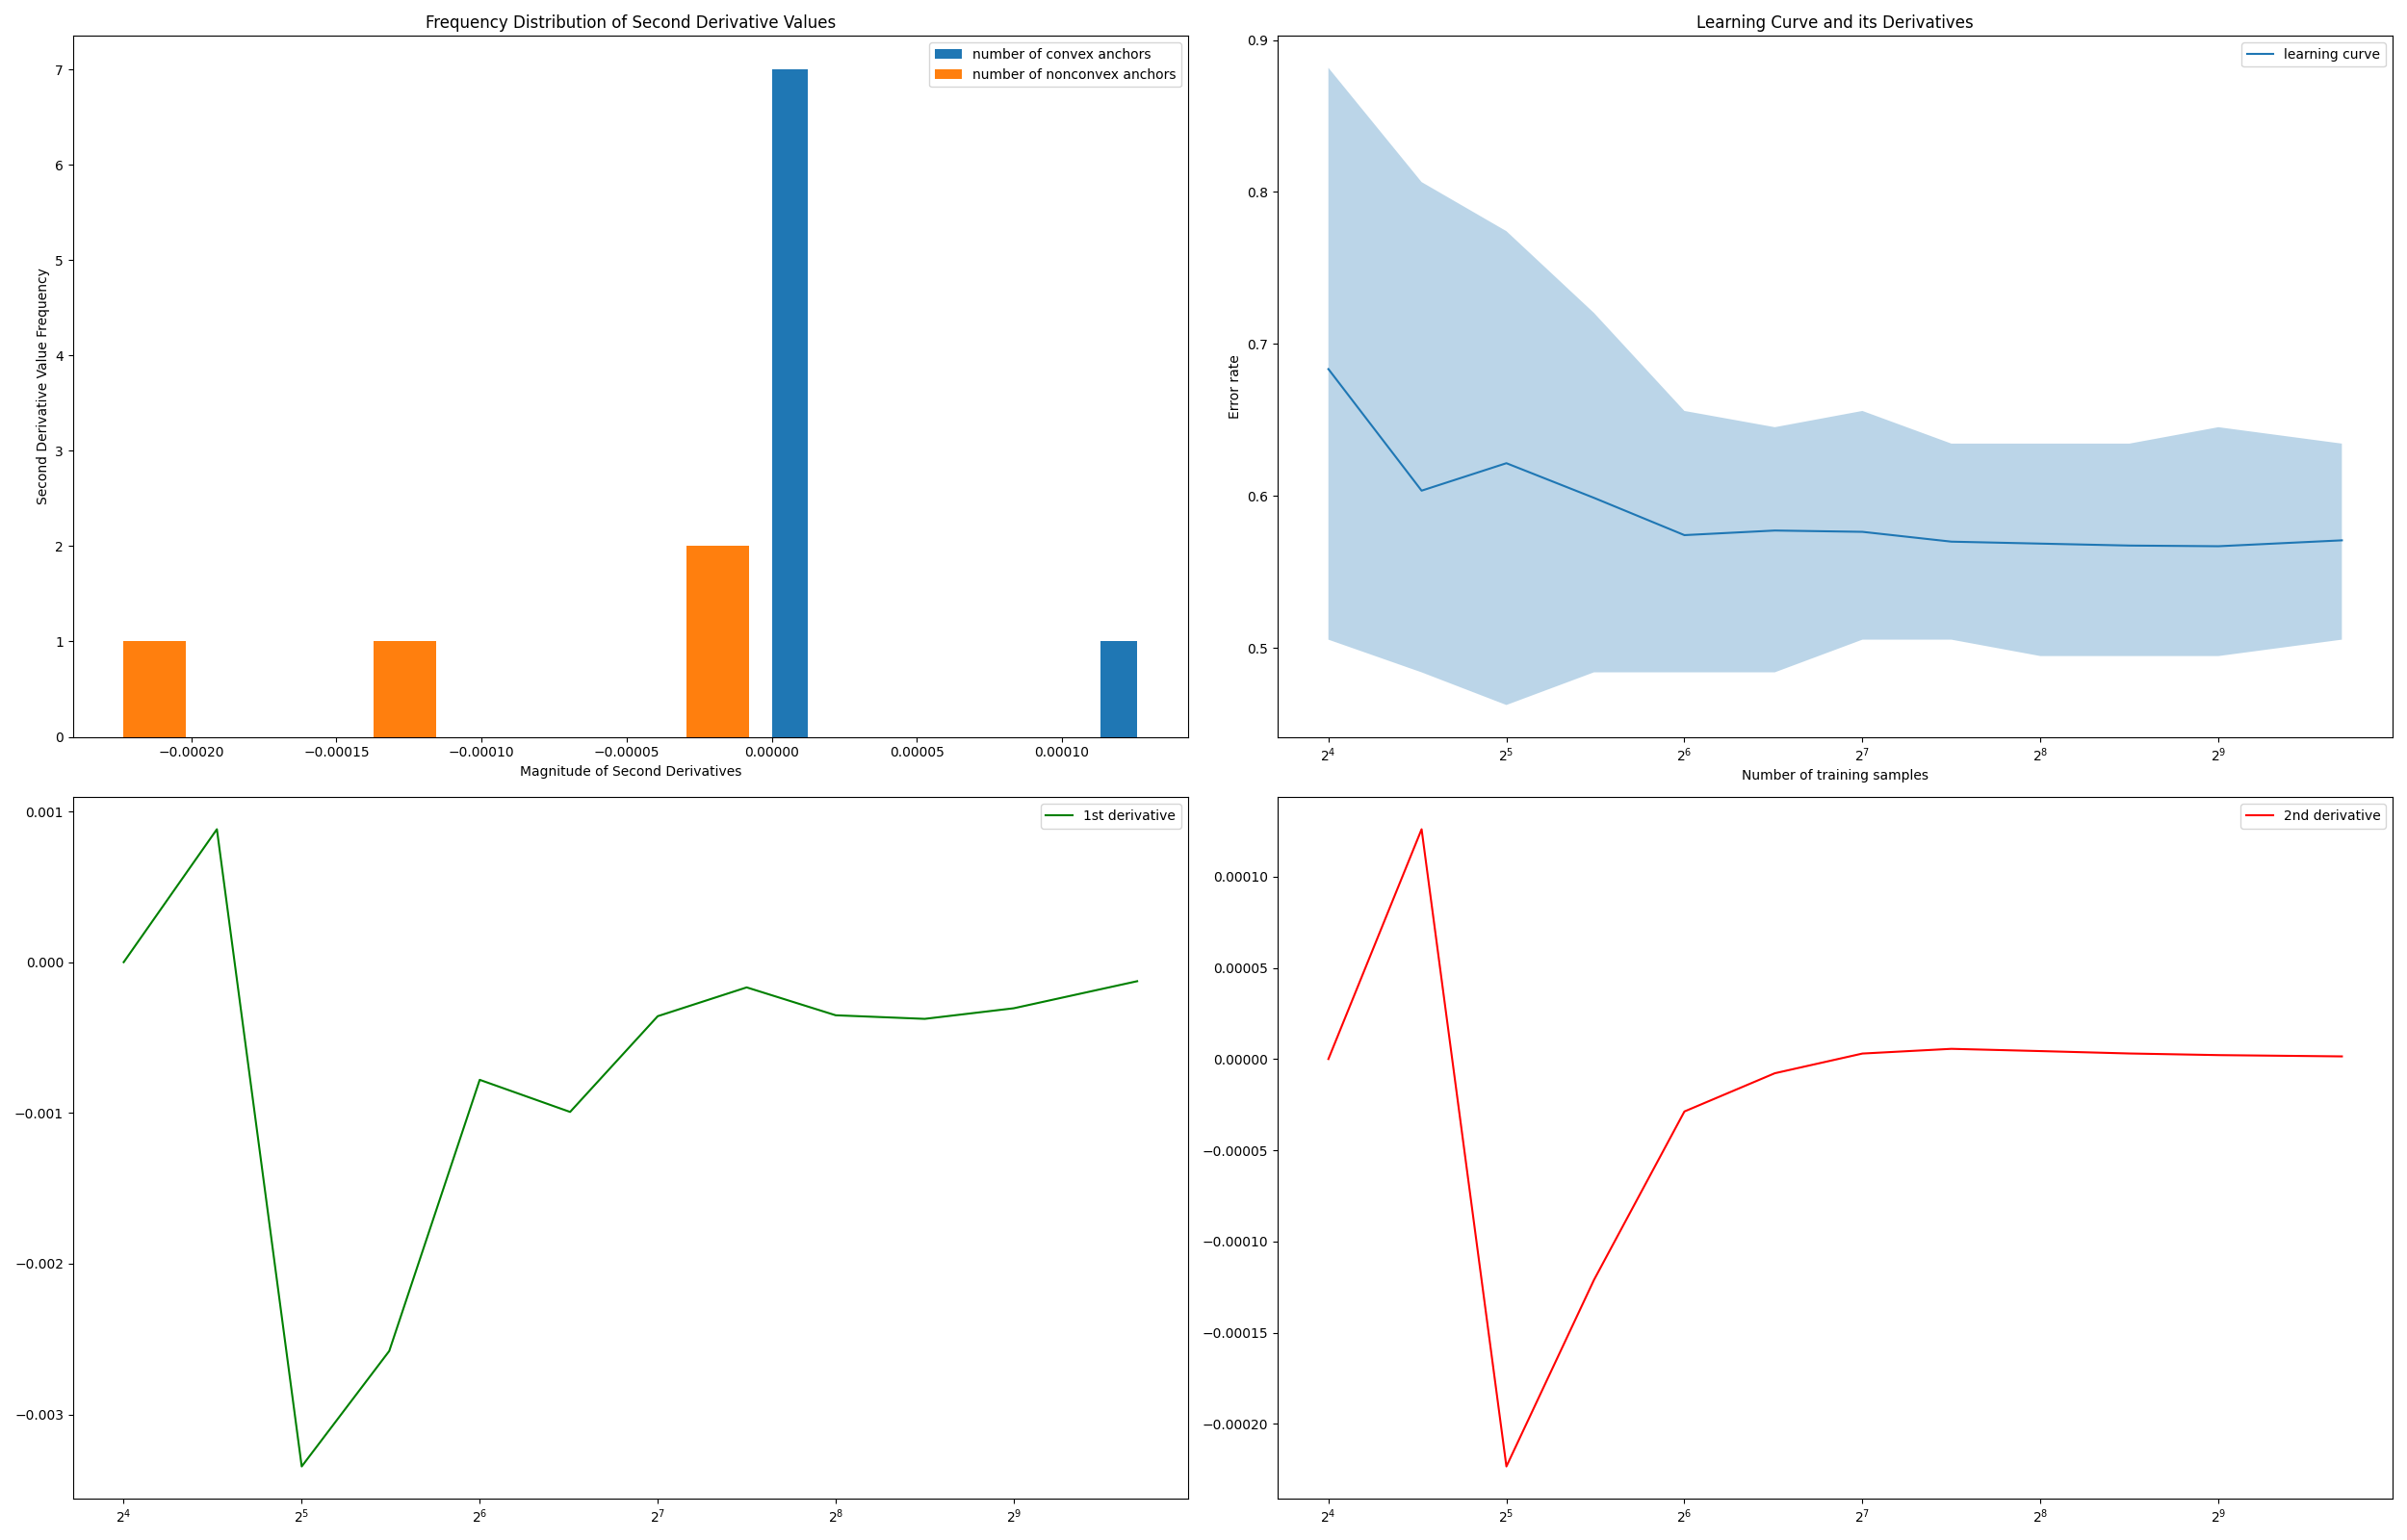 Frequency Distribution of Second Derivative Values
number of convex anchors
number of nonconvex anchors
Second Derivative Value Frequency
7
6
5
4
3
2
1
0
−0.00020 −0.00015 −0.00010 −0.00005 0.00000 0.00005 0.00010
Magnitude of Second Derivatives
Learning Curve and its Derivatives
learning curve
Error rate
0.9
0.8
0.7
0.6
0.5
2⁴ 2⁵ 2⁶ 2⁷ 2⁸ 2⁹
Number of training samples
1st derivative
0.001
0.000
−0.001
−0.002
−0.003
2⁴ 2⁵ 2⁶ 2⁷ 2⁸ 2⁹
2nd derivative
0.00010
0.00005
0.00000
−0.00005
−0.00010
−0.00015
−0.00020
2⁴ 2⁵ 2⁶ 2⁷ 2⁸ 2⁹